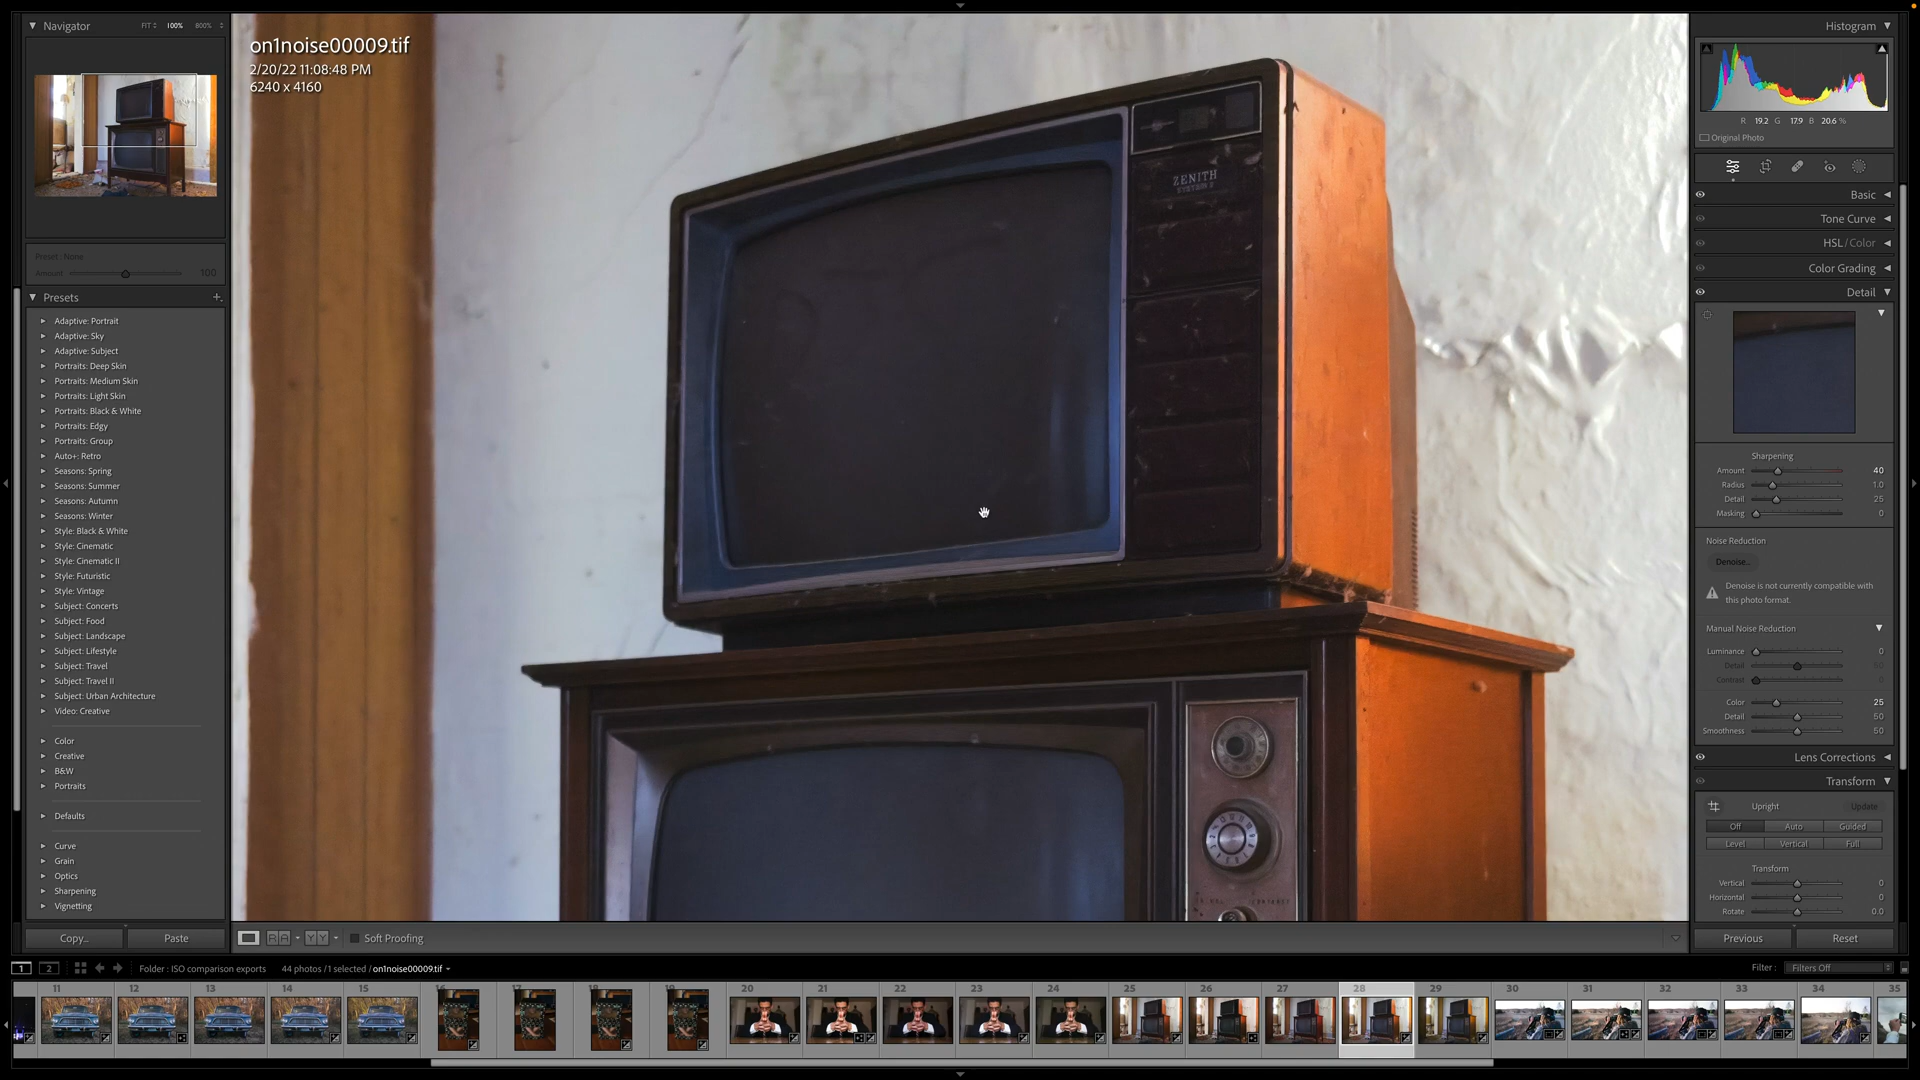 Navigator
FIT 100% 800%
on1noise00009.tif
2/20/22 11:08:48 PM
6240 x 4160
Preset: None
Amount 100
Presets
Adaptive: Portrait
Adaptive: Sky
Adaptive: Subject
Portraits: Deep Skin
Portraits: Medium Skin
Portraits: Light Skin
Portraits: Black & White
Portraits: Edgy
Portraits: Group
Auto+: Retro
Seasons: Spring
Seasons: Summer
Seasons: Autumn
Seasons: Winter
Style: Black & White
Style: Cinematic
Style: Cinematic II
Style: Futuristic
Style: Vintage
Subject: Concerts
Subject: Food
Subject: Landscape
Subject: Lifestyle
Subject: Travel
Subject: Travel II
Subject: Urban Architecture
Video: Creative
Color
Creative
B&W
Portraits
Defaults
Curve
Grain
Optics
Sharpening
Vignetting
Copy...
Paste
ZENITH
Histogram
R 19.2 G 17.9 B 20.6 %
Original Photo
Basic
Tone Curve
HSL / Color
Color Grading
Detail
Sharpening
Amount 40
Radius 1.0
Detail 25
Masking 0
Noise Reduction
Denoise...
Denoise is not currently compatible with
this photo format.
Manual Noise Reduction
Luminance 0
Detail 50
Contrast 0
Color 25
Detail 50
Smoothness 50
Lens Corrections
Transform
Upright Update
Off Auto Guided
Level Vertical Full
Transform
Vertical 0
Horizontal 0
Rotate 0.0
Previous
Reset
R A Y Y Soft Proofing
1 2 Folder : ISO comparison exports 44 photos / 1 selected / on1noise00009.tif
Filter : Filters Off
11 12 13 14 15 16 17 18 19 20 21 22 23 24 25 26 27 28 29 30 31 32 33 34 35